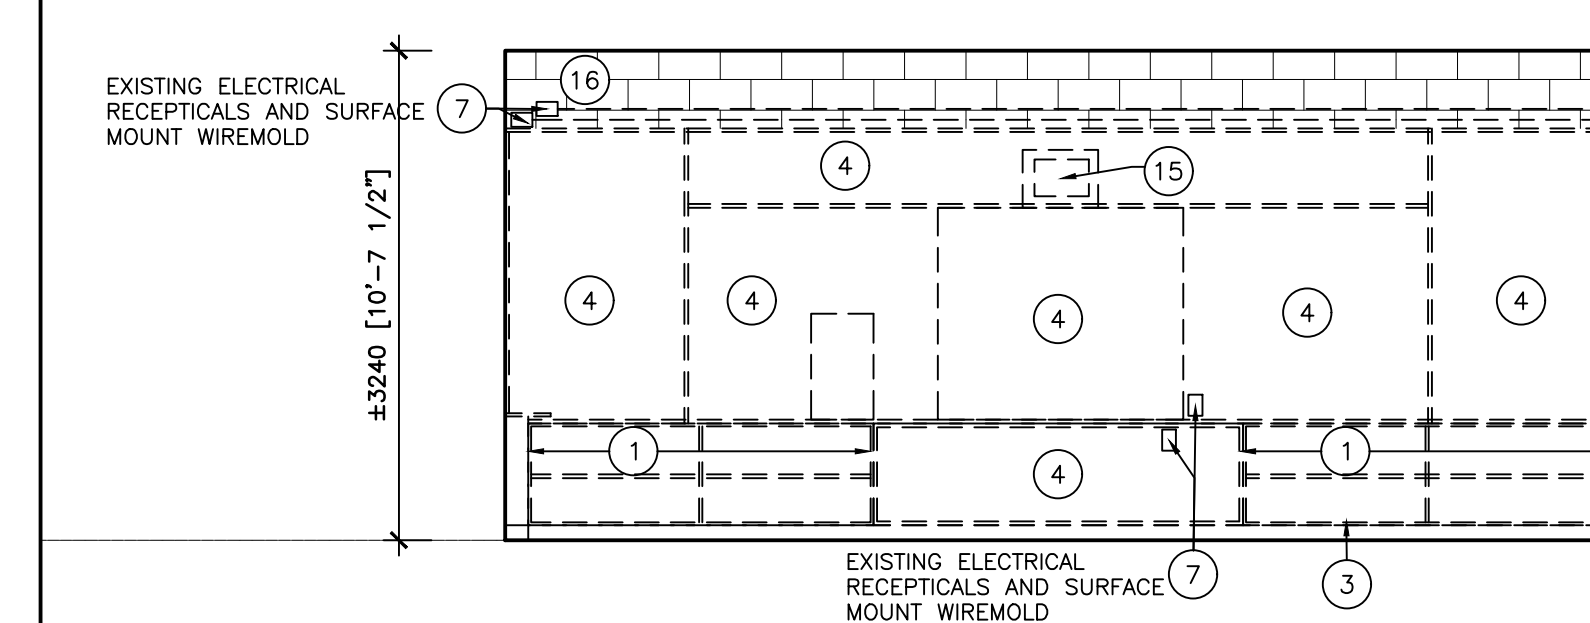 EXISTING ELECTRICAL
RECEPTICALS AND SURFACE
MOUNT WIREMOLD
7
16
4
15
±3240 [10'-7 1/2"]
4
4
4
4
4
1
4
1
EXISTING ELECTRICAL
RECEPTICALS AND SURFACE
MOUNT WIREMOLD
7
3